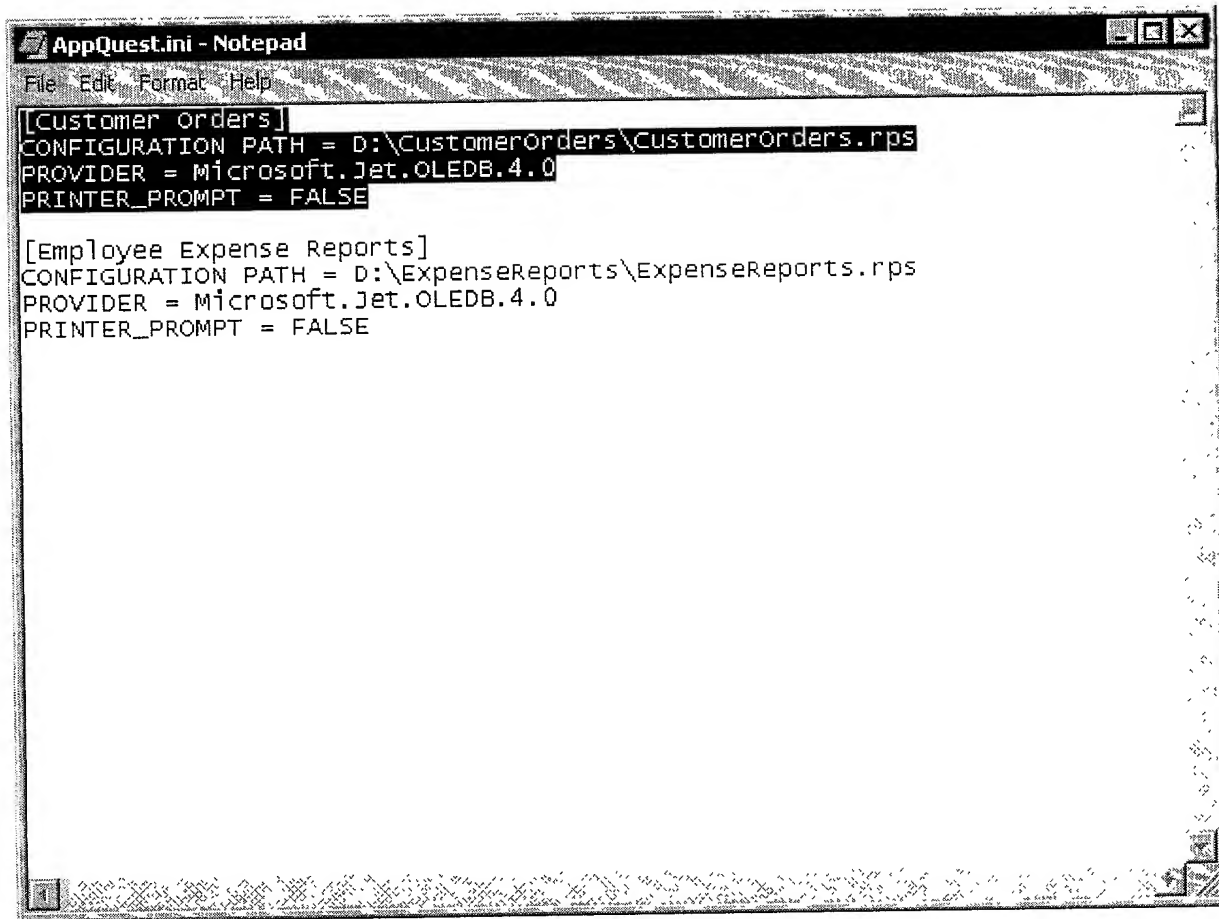 AppQuest.ini - Notepad
File Edit Format Help
[Customer Orders]
CONFIGURATION PATH = D:\CustomerOrders\CustomerOrders.rps
PROVIDER = Microsoft.Jet.OLEDB.4.0
PRINTER_PROMPT = FALSE
[Employee Expense Reports]
CONFIGURATION PATH = D:\ExpenseReports\ExpenseReports.rps
PROVIDER = Microsoft.Jet.OLEDB.4.0
PRINTER_PROMPT = FALSE